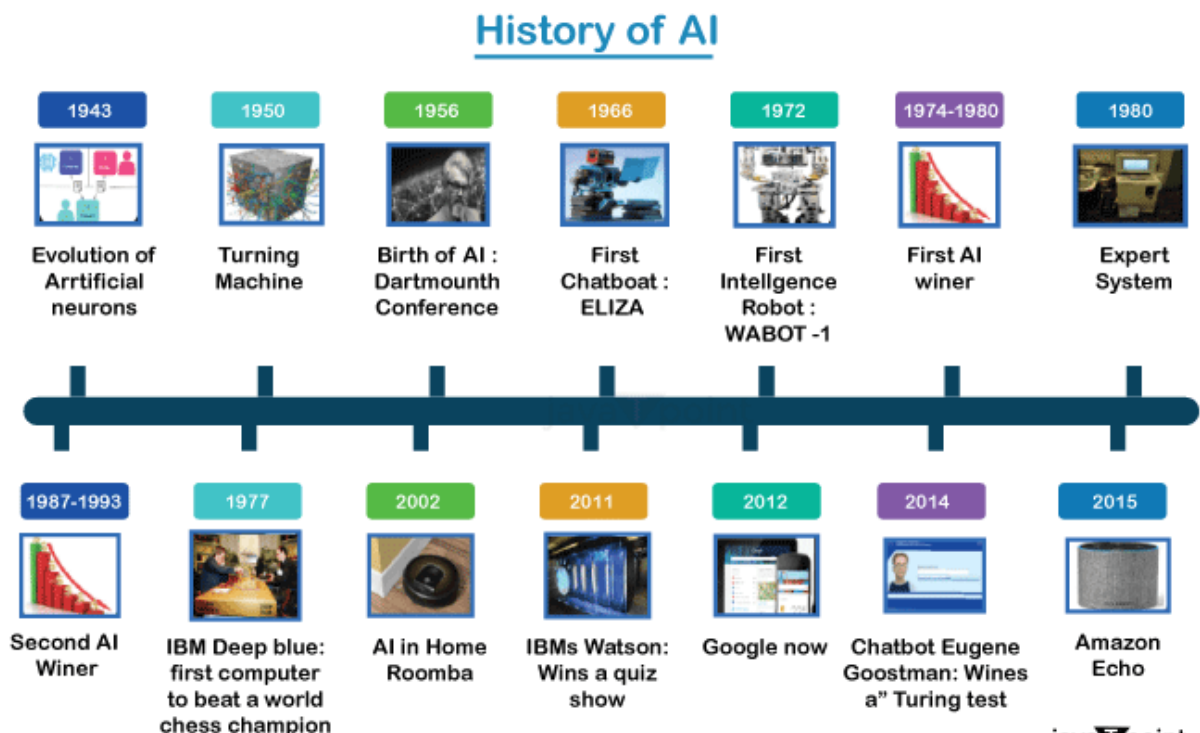 History of AI
1943
1950
1956
1966
1972
1974-1980
1980
Evolution of
Arrtificial
neurons
Turning
Machine
Birth of AI :
Dartmounth
Conference
First
Chatboat :
ELIZA
First
Intellgence
Robot :
WABOT -1
First AI
winer
Expert
System
1987-1993
1977
2002
2011
2012
2014
2015
Second AI
Winer
IBM Deep blue:
first computer
to beat a world
chess champion
AI in Home
Roomba
IBMs Watson:
Wins a quiz
show
Google now
Chatbot Eugene
Goostman: Wines
a” Turing test
Amazon
Echo